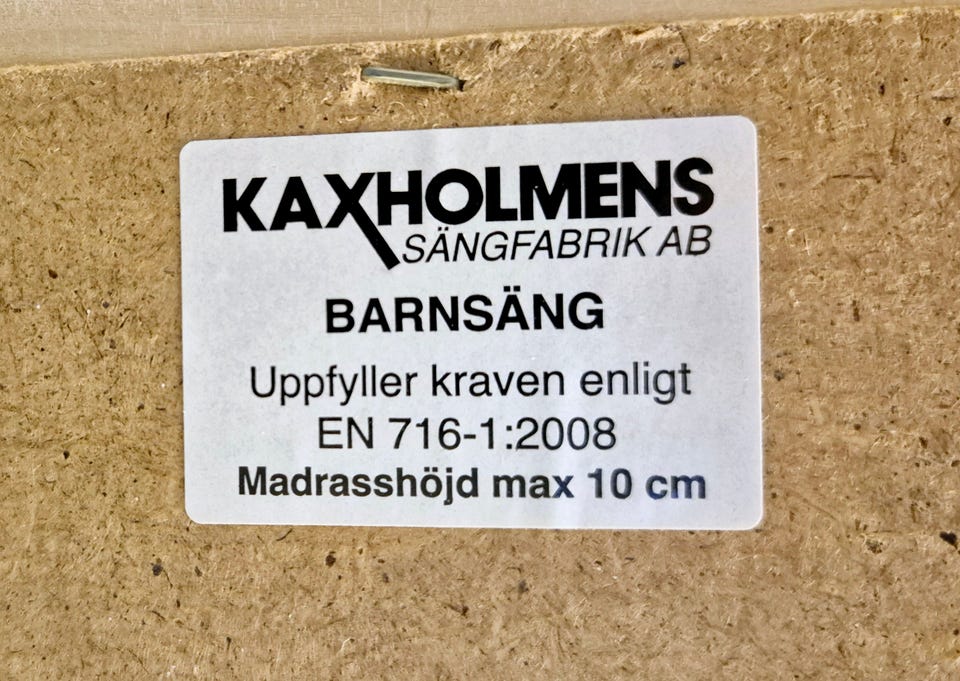 KAXHOLMENS
SÄNGFABRIK AB
BARNSÄNG
Uppfyller kraven enligt
EN 716-1:2008
Madrasshöjd max 10 cm